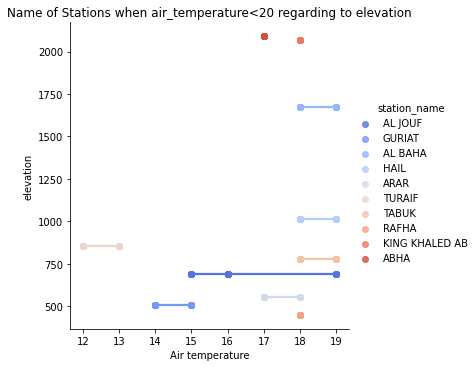 Name of Stations when air_temperature<20 regarding to elevation
2000
1750
1500
1250
1000
750
500
elevation
12 13 14 15 16 17 18 19
Air temperature
station_name
AL JOUF
GURIAT
AL BAHA
HAIL
ARAR
TURAIF
TABUK
RAFHA
KING KHALED AB
ABHA